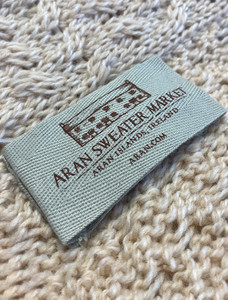 ARAN SWEATER MARKET
ARAN ISLANDS, IRELAND
ARAN.COM